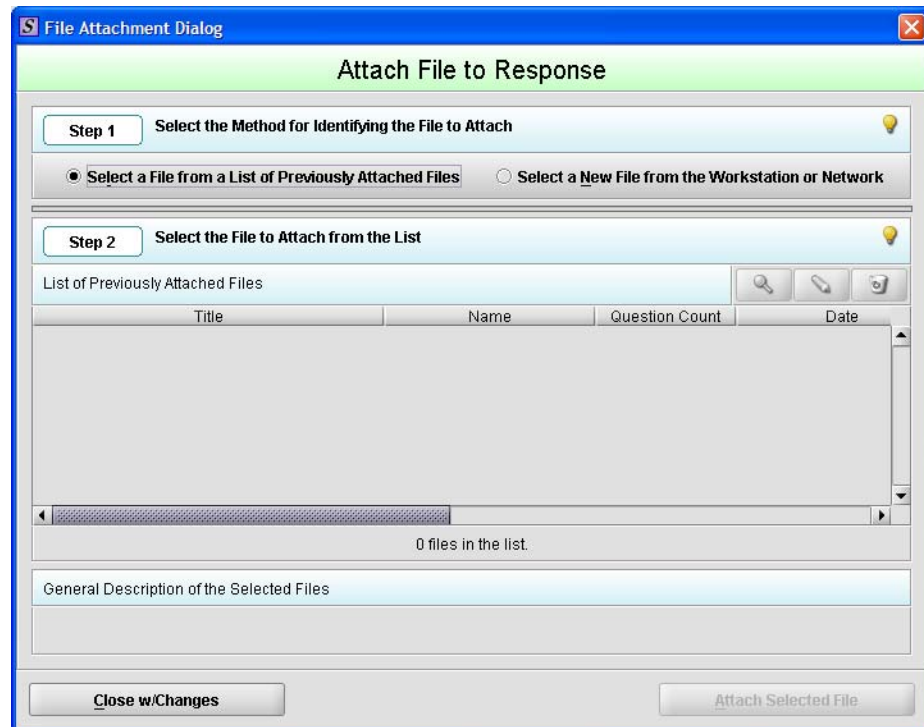 S File Attachment Dialog
Attach File to Response
Step 1 Select the Method for Identifying the File to Attach
Select a File from a List of Previously Attached Files Select a New File from the Workstation or Network
Step 2 Select the File to Attach from the List
List of Previously Attached Files
Title Name Question Count Date
0 files in the list.
General Description of the Selected Files
Close w/Changes Attach Selected File